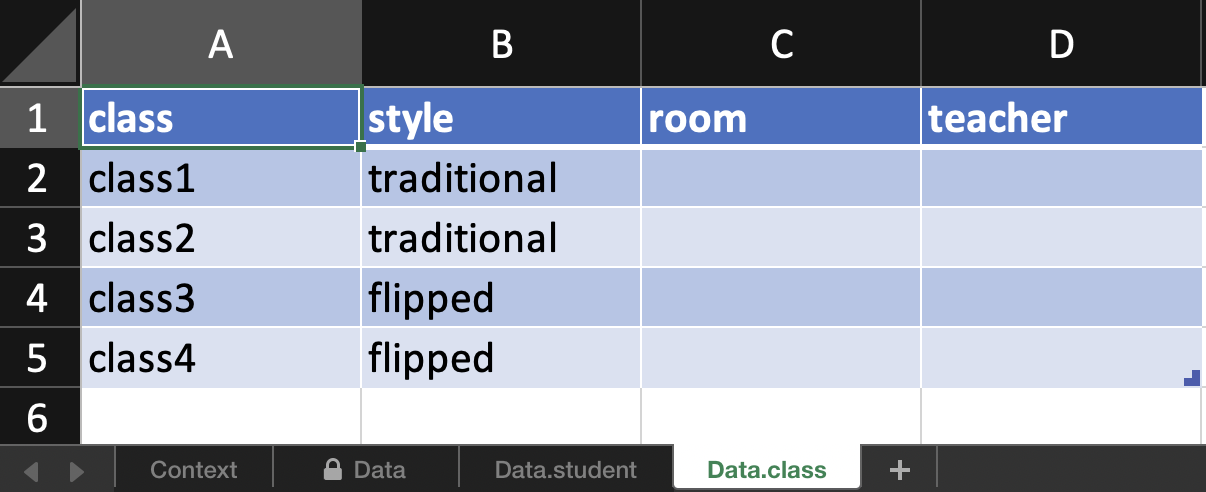 A B C D
1 class style room teacher
2 class1 traditional
3 class2 traditional
4 class3 flipped
5 class4 flipped
6
Context Data Data.student Data.class +